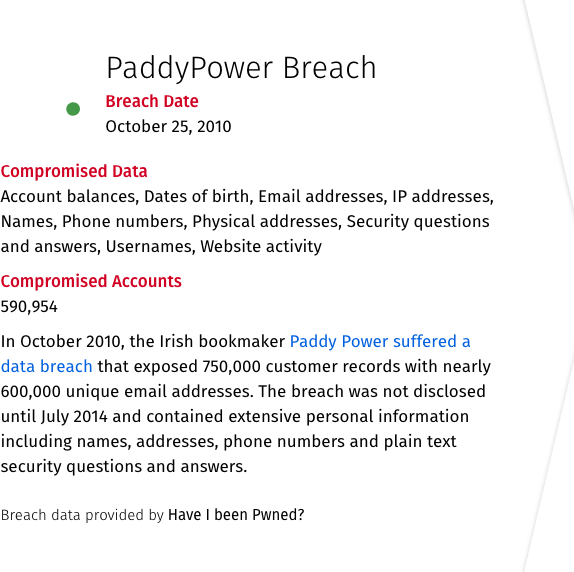 PaddyPower Breach
Breach Date
October 25, 2010
Compromised Data
Account balances, Dates of birth, Email addresses, IP addresses,
Names, Phone numbers, Physical addresses, Security questions
and answers, Usernames, Website activity
Compromised Accounts
590,954
In October 2010, the Irish bookmaker Paddy Power suffered a
data breach that exposed 750,000 customer records with nearly
600,000 unique email addresses. The breach was not disclosed
until July 2014 and contained extensive personal information
including names, addresses, phone numbers and plain text
security questions and answers.
Breach data provided by Have I been Pwned?